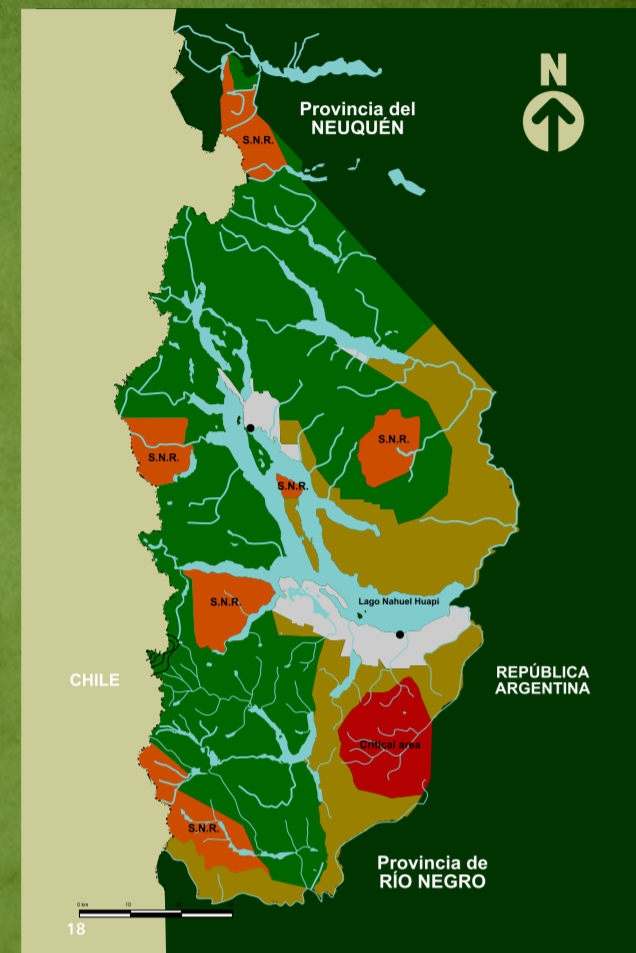 N
Provincia del
NEUQUÉN
S.N.R.
S.N.R.
S.N.R.
S.N.R.
S.N.R.
Lago Nahuel Huapi
CHILE
REPÚBLICA
ARGENTINA
Critical area
S.N.R.
Provincia de
RÍO NEGRO
0 km
10
18